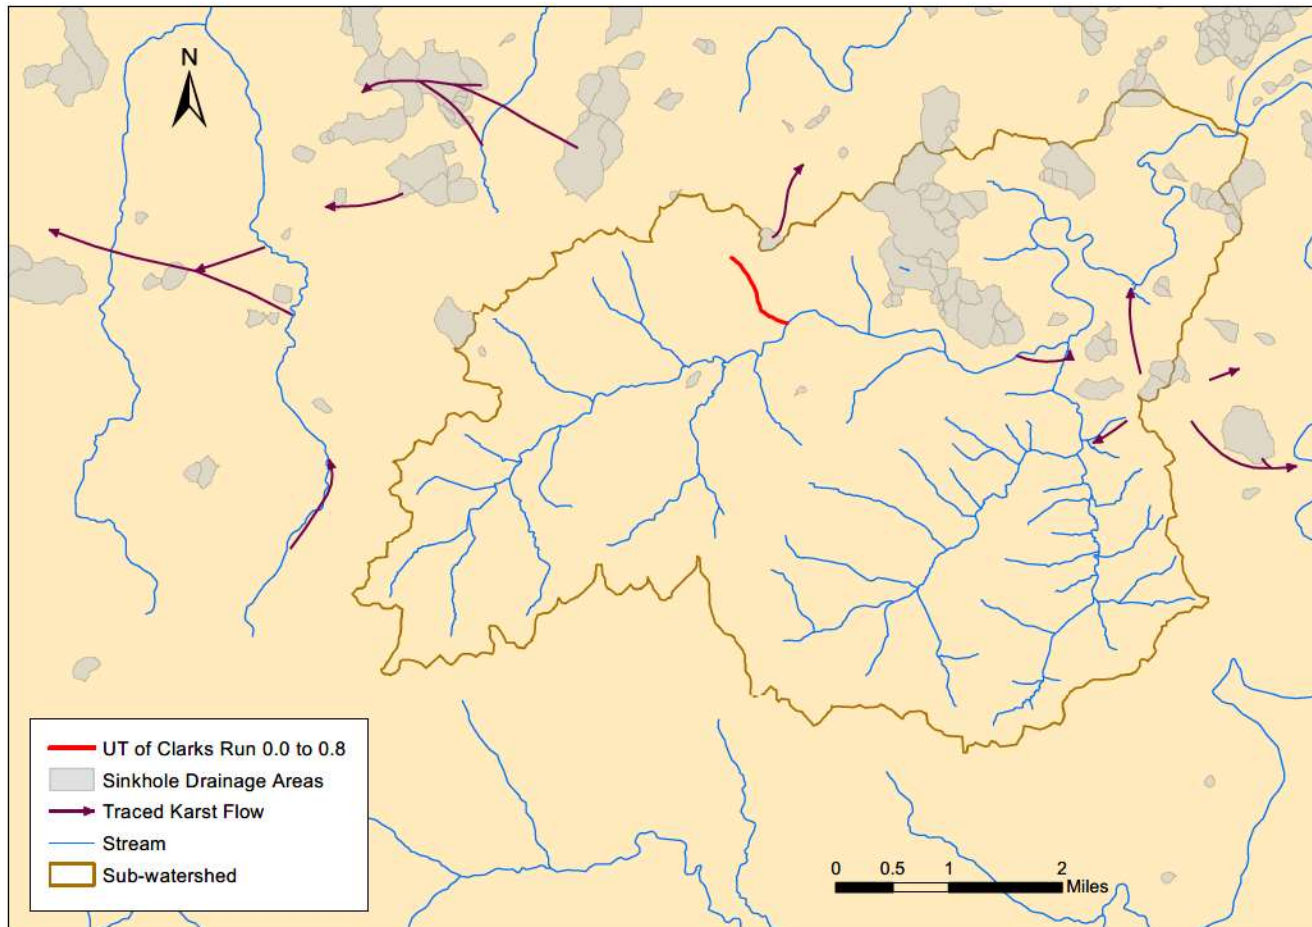 N
UT of Clarks Run 0.0 to 0.8
Sinkhole Drainage Areas
Traced Karst Flow
Stream
Sub-watershed
0 0.5 1 2
Miles